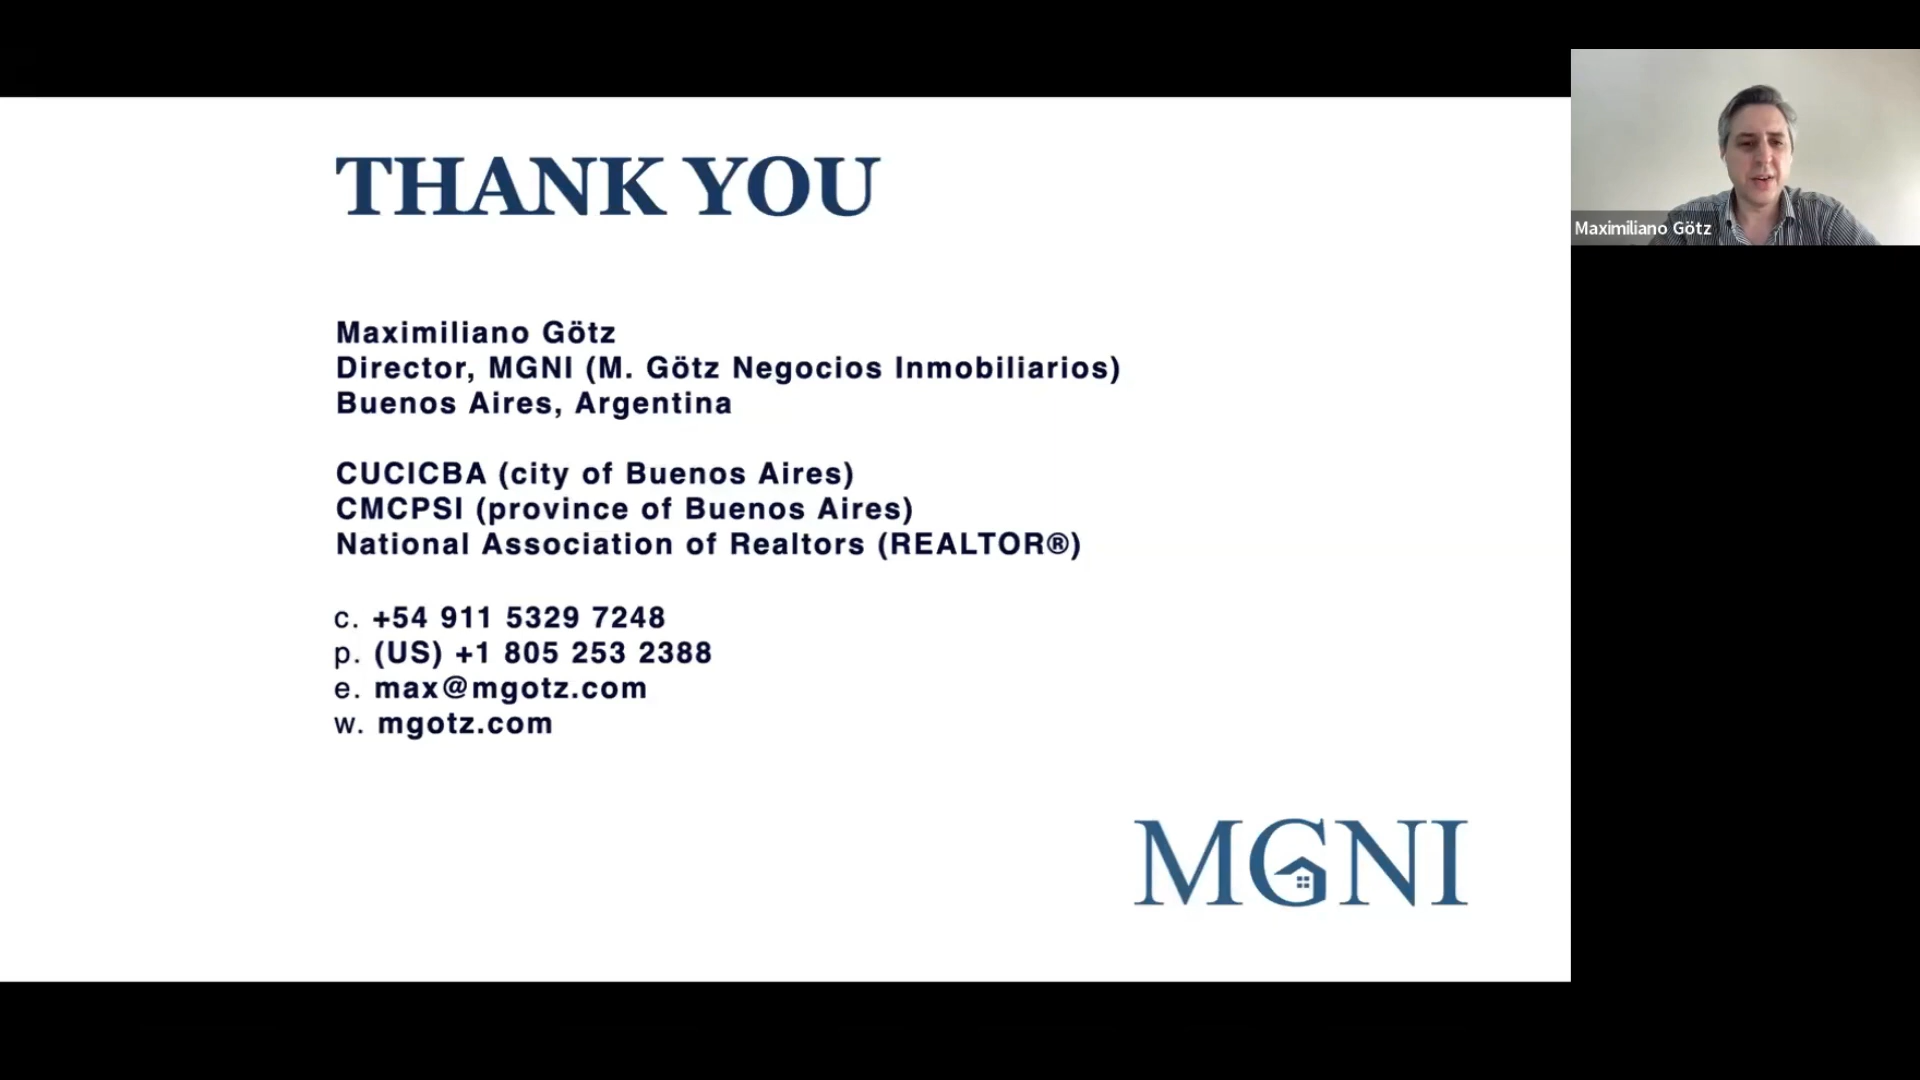 THANK YOU
Maximiliano Götz
Maximiliano Götz
Director, MGNI (M. Götz Negocios Inmobiliarios)
Buenos Aires, Argentina
CUCICBA (city of Buenos Aires)
CMCPSI (province of Buenos Aires)
National Association of Realtors (REALTOR®)
c. +54 911 5329 7248
p. (US) +1 805 253 2388
e. max@mgotz.com
w. mgotz.com
MGNI